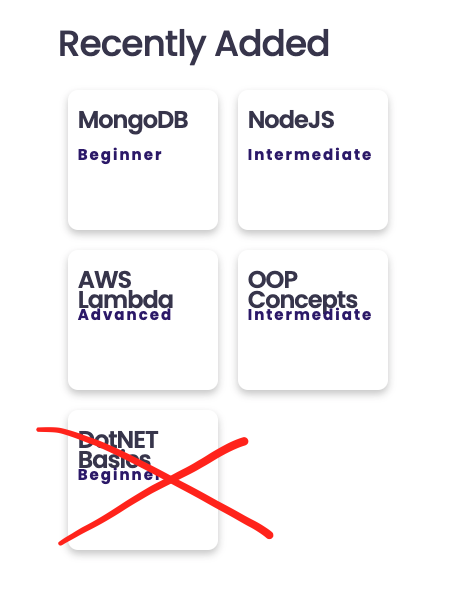 Recently Added
MongoDB
Beginner
NodeJS
Intermediate
AWS
Lambda
Advanced
OOP
Concepts
Intermediate
DotNET
Basics
Beginner